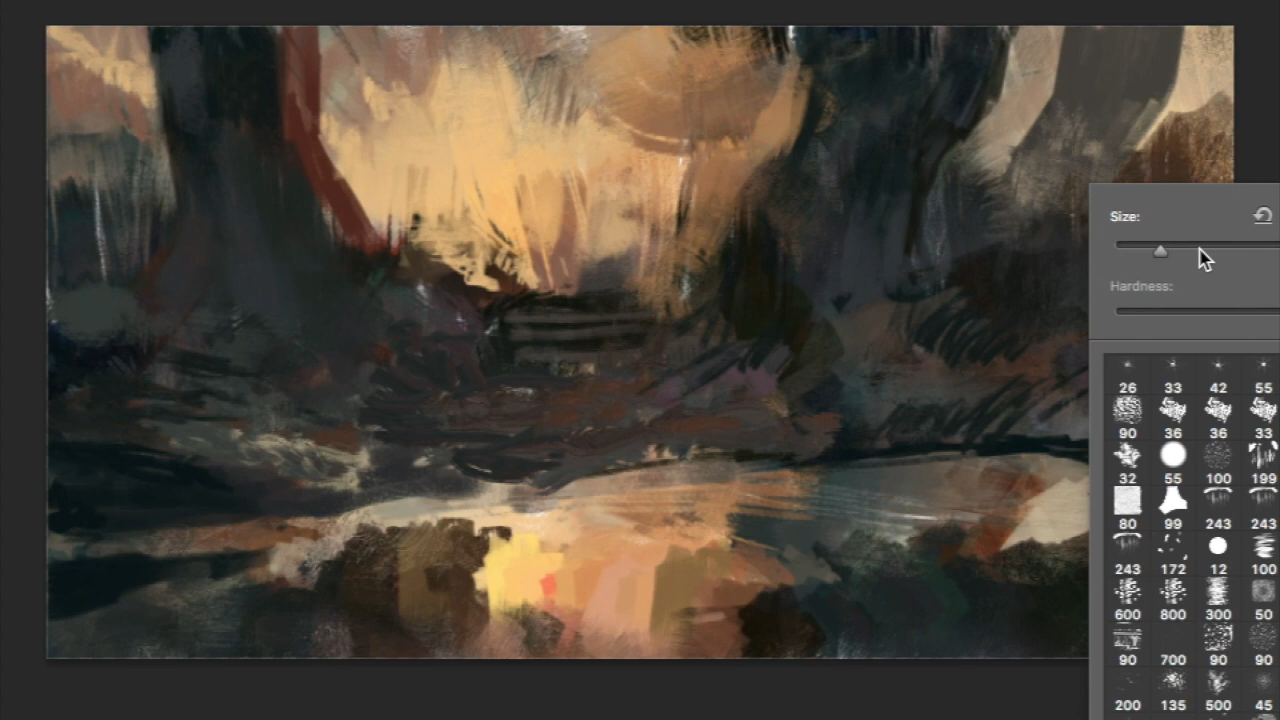 Size:
Hardness:
26 33 42 55
90 36 36 33
32 55 100 199
80 99 243 243
243 172 12 100
600 800 300 50
90 700 90 90
200 135 500 45